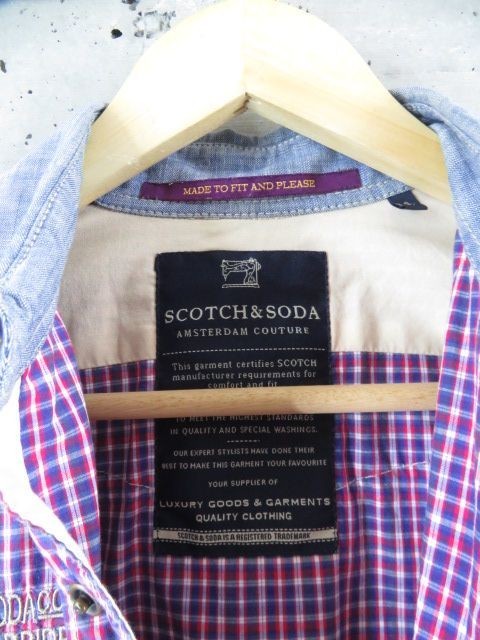 MADE TO FIT AND PLEASE
SCOTCH & SODA
AMSTERDAM COUTURE
This garment certifies SCOTCH
manufacturer requirements for
comfort and fit
TO MEET THE HIGHEST STANDARDS
IN QUALITY AND SPECIAL WASHINGS.
OUR EXPERT STYLISTS HAVE DONE THEIR
BEST TO MAKE THIS GARMENT YOUR FAVOURITE
YOUR SUPPLIER OF
LUXURY GOODS & GARMENTS
QUALITY CLOTHING
SCOTCH & SODA IS A REGISTERED TRADEMARK